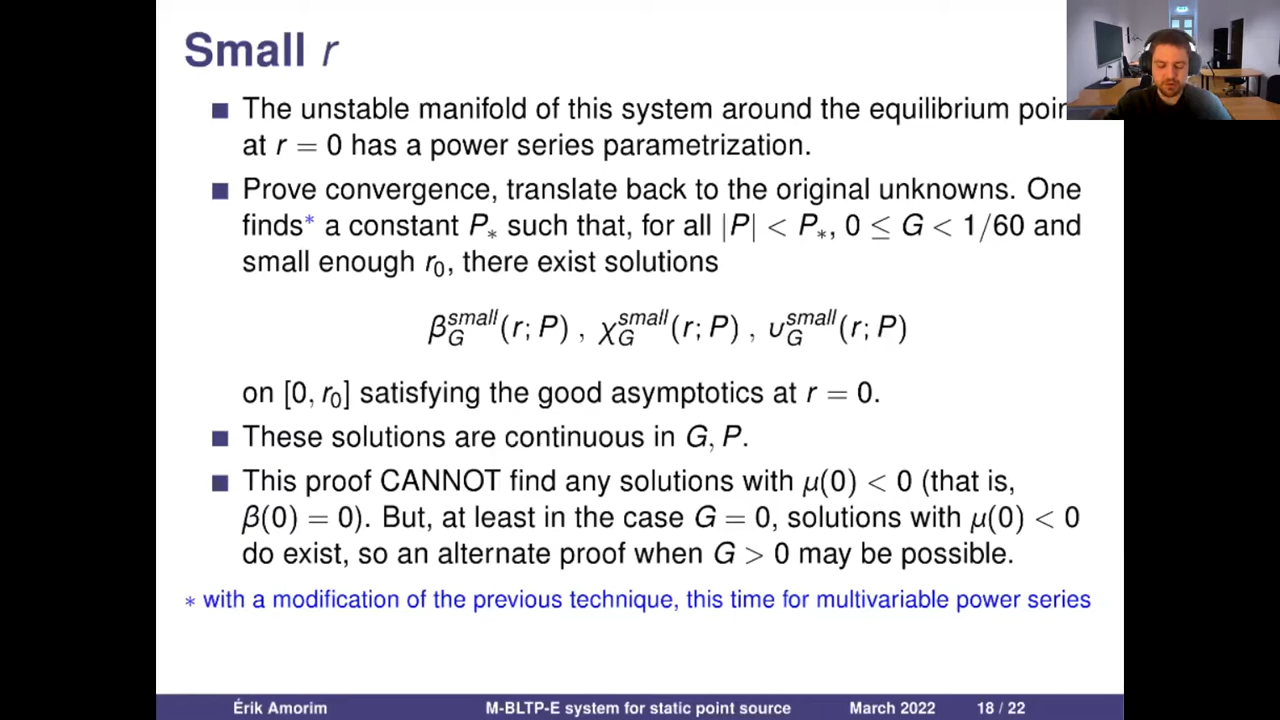 Small r
■ The unstable manifold of this system around the equilibrium poin
at r = 0 has a power series parametrization.
■ Prove convergence, translate back to the original unknowns. One
finds* a constant P* such that, for all |P| < P*, 0 ≤ G < 1/60 and
small enough r₀, there exist solutions
β_G^small(r; P) , χ_G^small(r; P) , υ_G^small(r; P)
on [0, r₀] satisfying the good asymptotics at r = 0.
■ These solutions are continuous in G, P.
■ This proof CANNOT find any solutions with μ(0) < 0 (that is,
β(0) = 0). But, at least in the case G = 0, solutions with μ(0) < 0
do exist, so an alternate proof when G > 0 may be possible.
* with a modification of the previous technique, this time for multivariable power series
Érik Amorim M-BLTP-E system for static point source March 2022 18 / 22